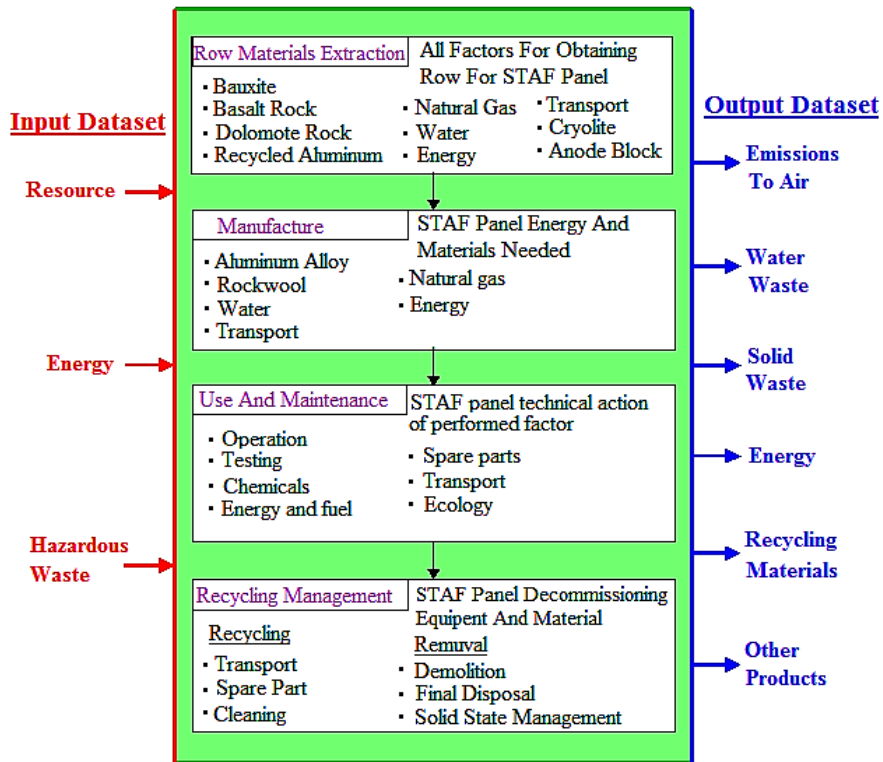 Input Dataset
Resource
Energy
Hazardous
Waste
Row Materials Extraction
· Bauxite
· Basalt Rock
· Dolomote Rock
· Recycled Aluminum
All Factors For Obtaining
Row For STAF Panel
· Natural Gas
· Water
· Energy
· Transport
· Cryolite
· Anode Block
Manufacture
· Aluminum Alloy
· Rockwool
· Water
· Transport
STAF Panel Energy And
Materials Needed
· Natural gas
· Energy
Use And Maintenance
· Operation
· Testing
· Chemicals
· Energy and fuel
STAF panel technical action
of performed factor
· Spare parts
· Transport
· Ecology
Recycling Management
Recycling
· Transport
· Spare Part
· Cleaning
STAF Panel Decommissioning
Equipent And Material
Remuval
· Demolition
· Final Disposal
· Solid State Management
Output Dataset
Emissions
To Air
Water
Waste
Solid
Waste
Energy
Recycling
Materials
Other
Products